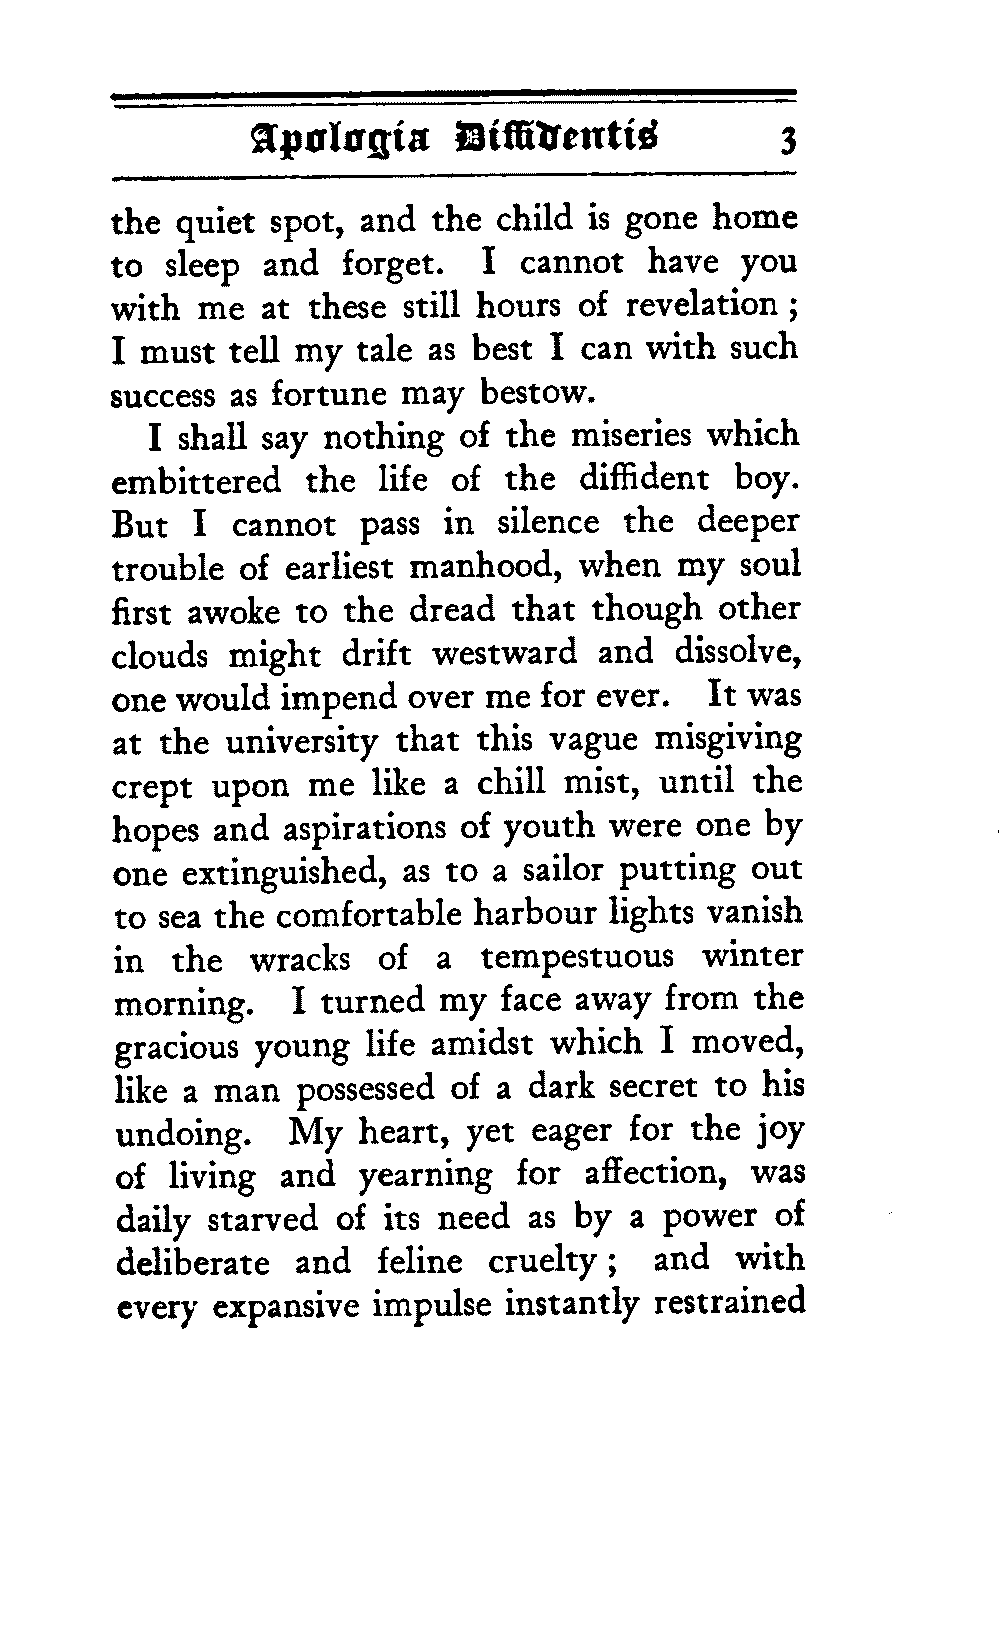 Apologia Diffidentis 3
the quiet spot, and the child is gone home
to sleep and forget. I cannot have you
with me at these still hours of revelation ;
I must tell my tale as best I can with such
success as fortune may bestow.
I shall say nothing of the miseries which
embittered the life of the diffident boy.
But I cannot pass in silence the deeper
trouble of earliest manhood, when my soul
first awoke to the dread that though other
clouds might drift westward and dissolve,
one would impend over me for ever. It was
at the university that this vague misgiving
crept upon me like a chill mist, until the
hopes and aspirations of youth were one by
one extinguished, as to a sailor putting out
to sea the comfortable harbour lights vanish
in the wracks of a tempestuous winter
morning. I turned my face away from the
gracious young life amidst which I moved,
like a man possessed of a dark secret to his
undoing. My heart, yet eager for the joy
of living and yearning for affection, was
daily starved of its need as by a power of
deliberate and feline cruelty ; and with
every expansive impulse instantly restrained